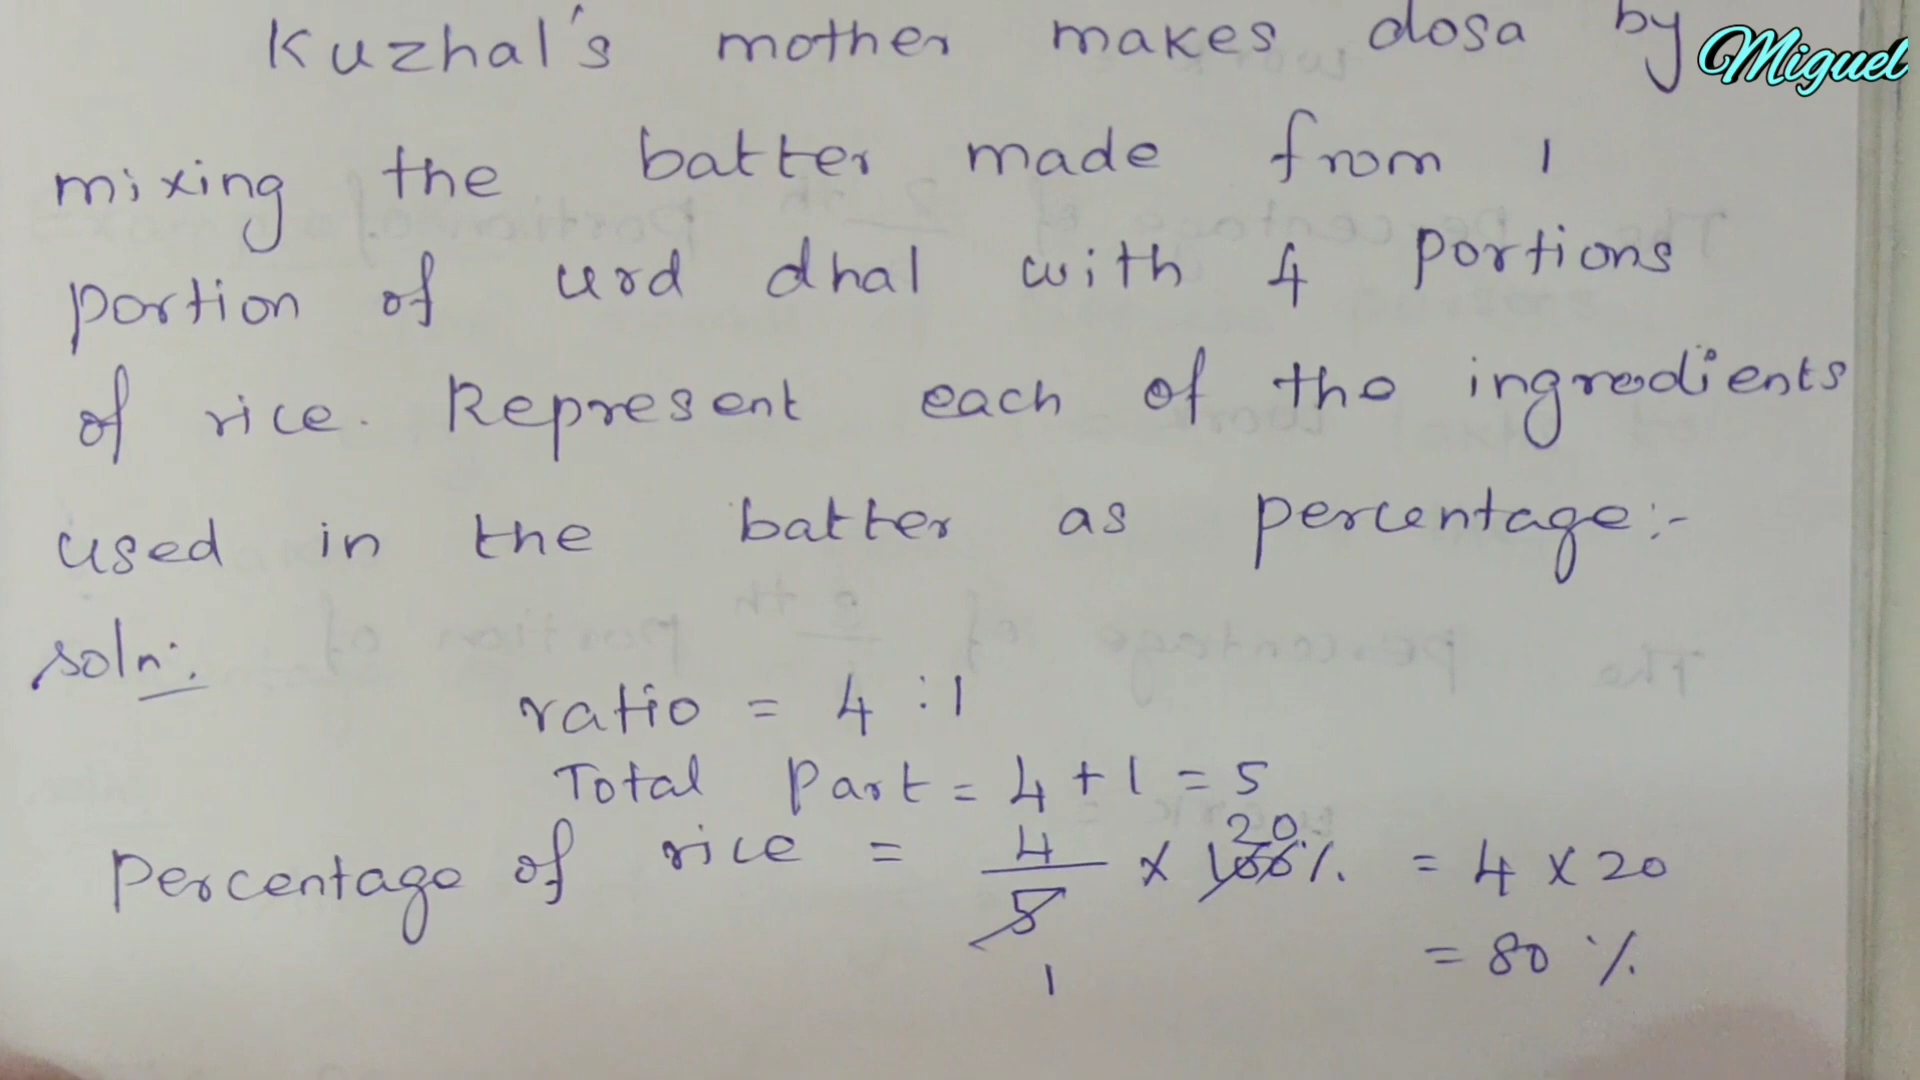 Kuzhal's mother makes dosa by
Miguel
mixing the batter made from 1
portion of urd dhal with 4 portions
of rice. Represent each of the ingredients
used in the batter as percentage:-
soln:
ratio = 4 : 1
Total Part = 4 + 1 = 5
Percentage of rice = 4/5 × 100% = 4 × 20
20
1
= 80 %